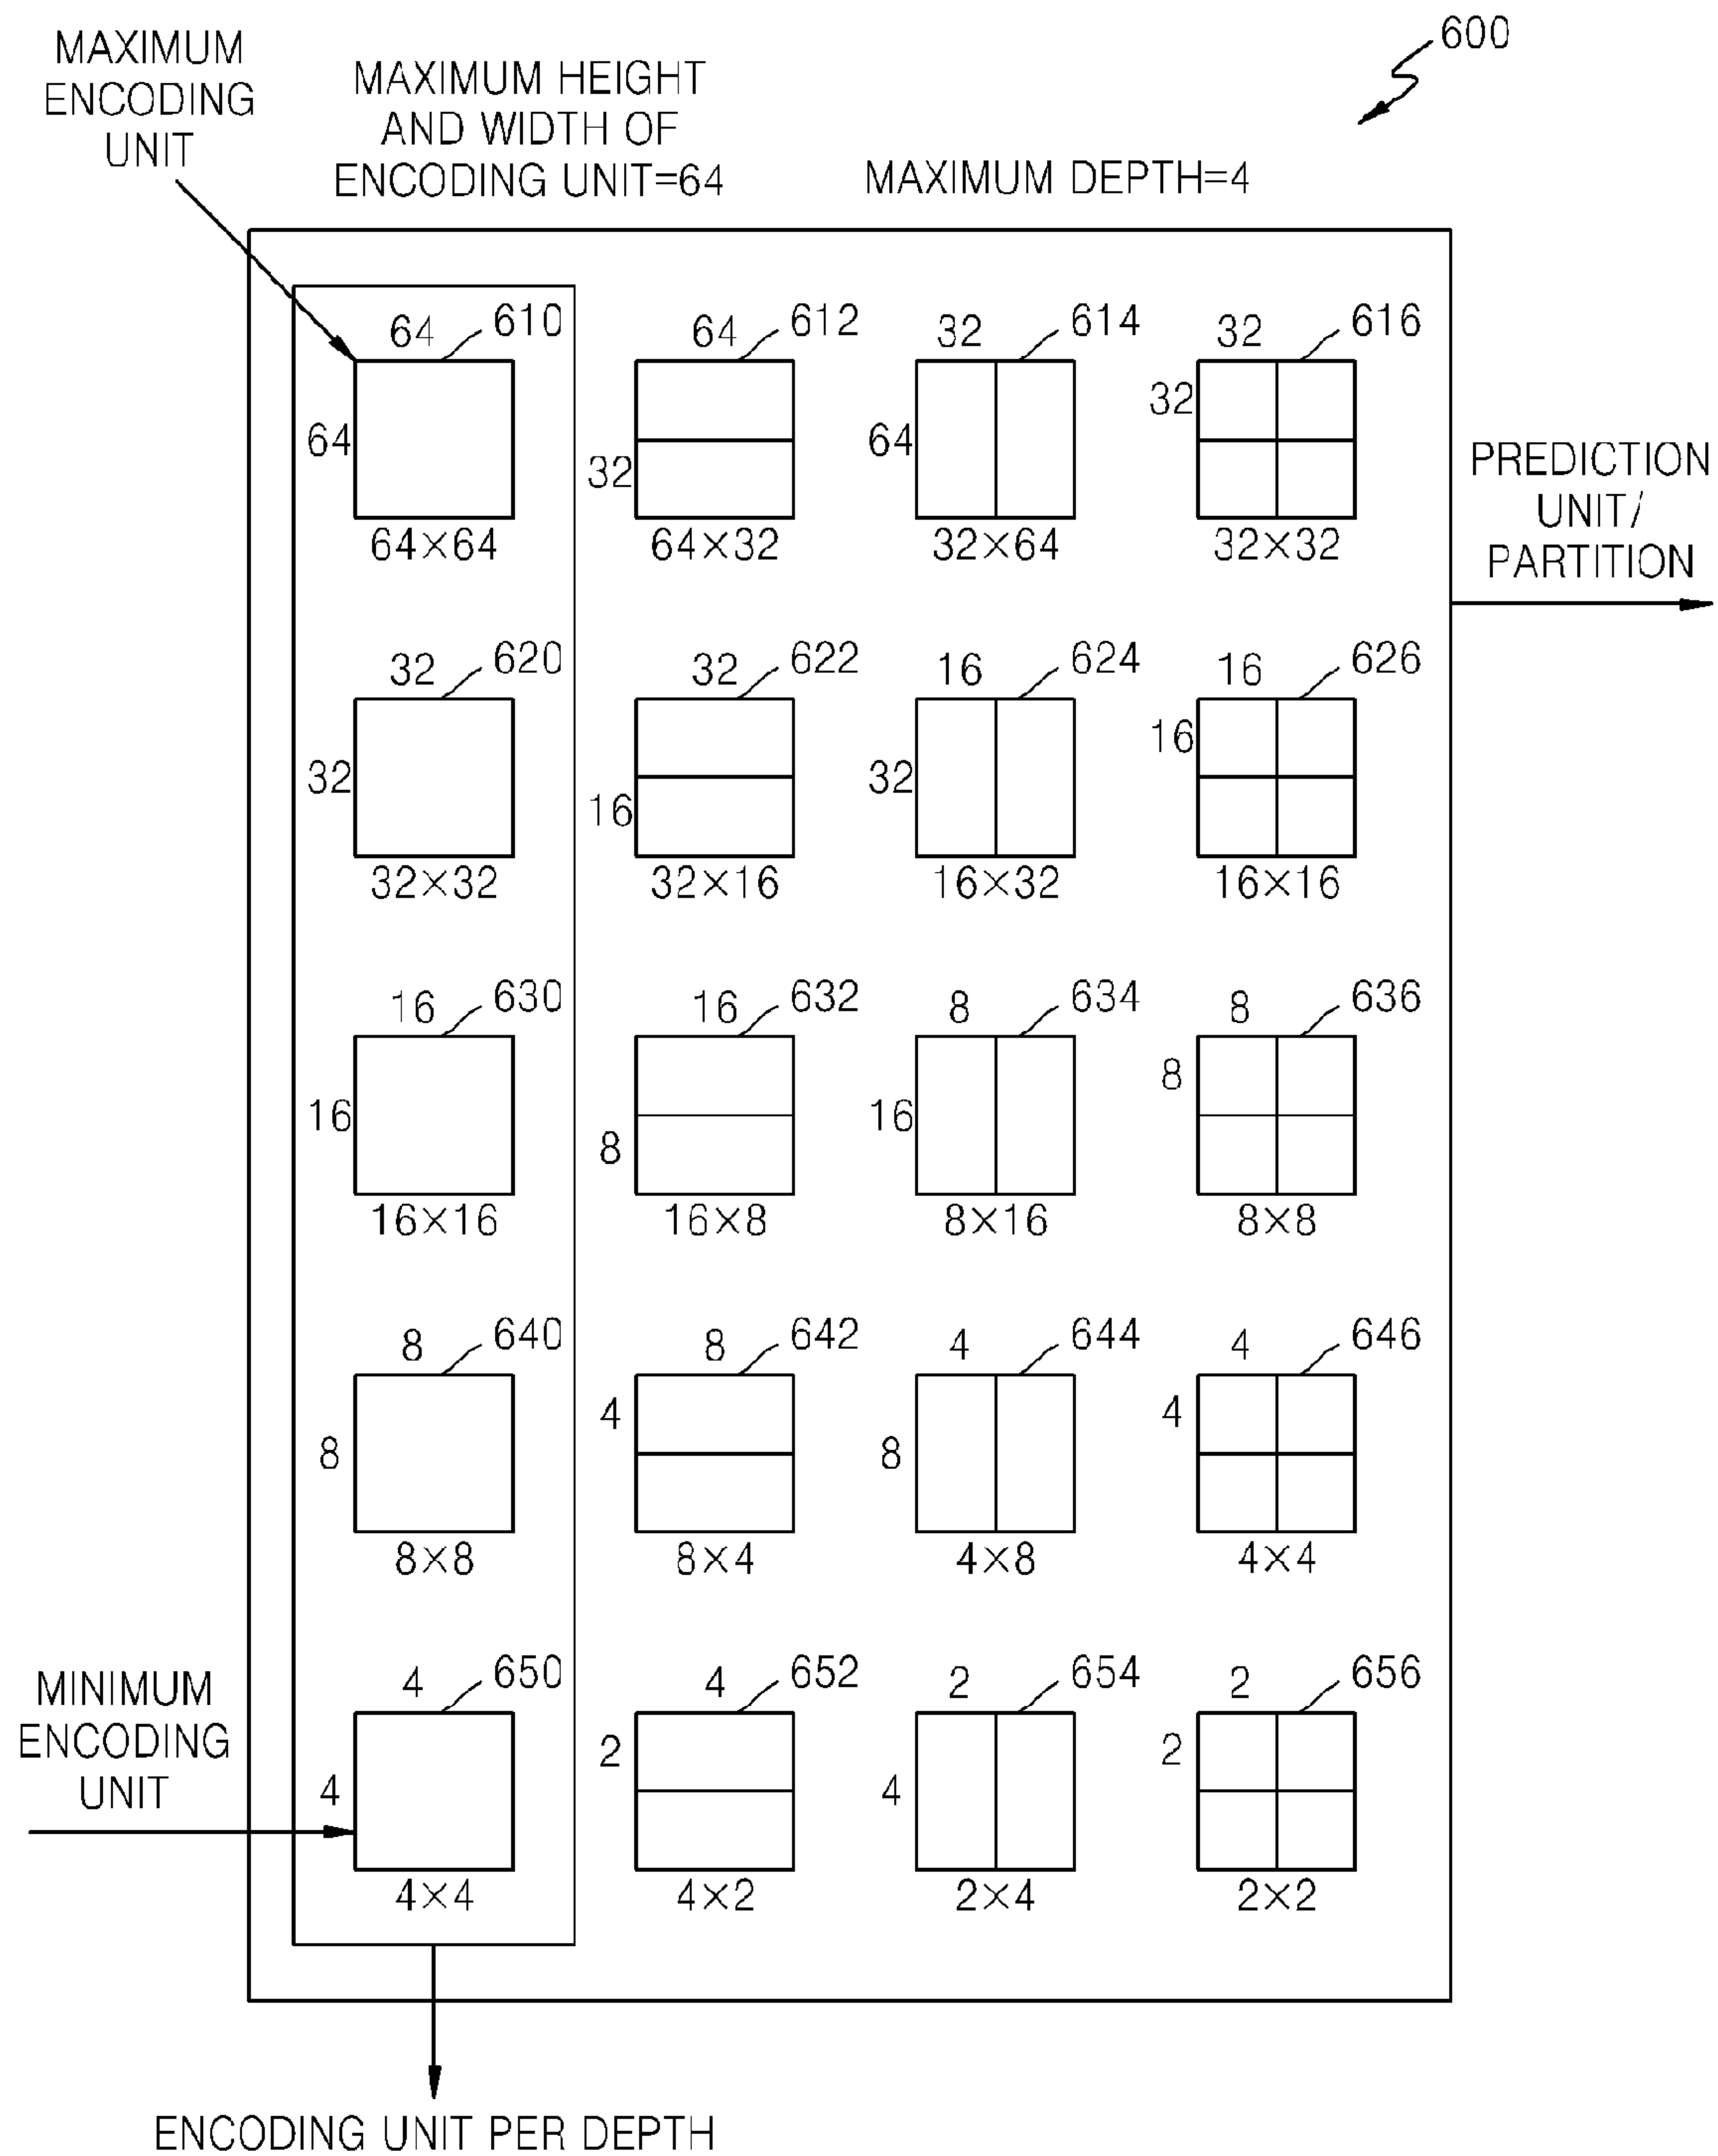 600
MAXIMUM
ENCODING
UNIT
MAXIMUM HEIGHT
AND WIDTH OF
ENCODING UNIT=64
MAXIMUM DEPTH=4
64 610 64 612 32 614 32 616
64 32 64 32
64×64 64×32 32×64 32×32
PREDICTION
UNIT/
PARTITION
32 620 32 622 16 624 16 626
32 16 32 16
32×32 32×16 16×32 16×16
16 630 16 632 8 634 8 636
16 8 16 8
16×16 16×8 8×16 8×8
8 640 8 642 4 644 4 646
8 4 8 4
8×8 8×4 4×8 4×4
MINIMUM
ENCODING
UNIT
4 650 4 652 2 654 2 656
4 2 4 2
4×4 4×2 2×4 2×2
ENCODING UNIT PER DEPTH